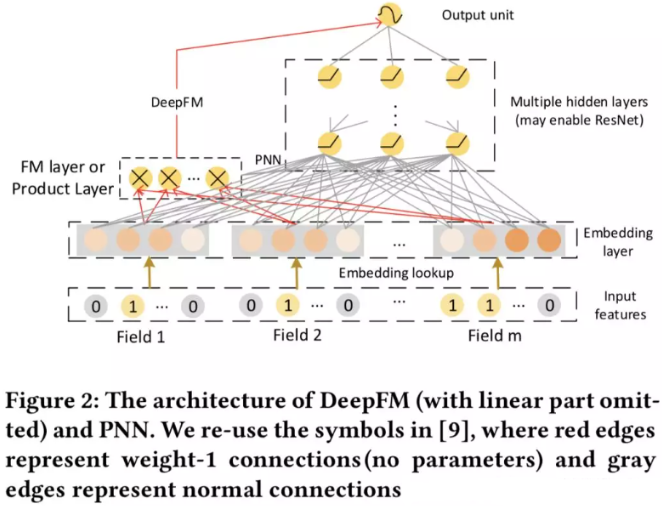 Output unit
DeepFM
Multiple hidden layers
(may enable ResNet)
...
PNN
FM layer or
Product Layer
...
Embedding
layer
...
Embedding lookup
0 1 ... 0
0 1 ... 0
...
1 1 ... 0
Input
features
Field 1
Field 2
Field m
Figure 2: The architecture of DeepFM (with linear part omit-
ted) and PNN. We re-use the symbols in [9], where red edges
represent weight-1 connections(no parameters) and gray
edges represent normal connections